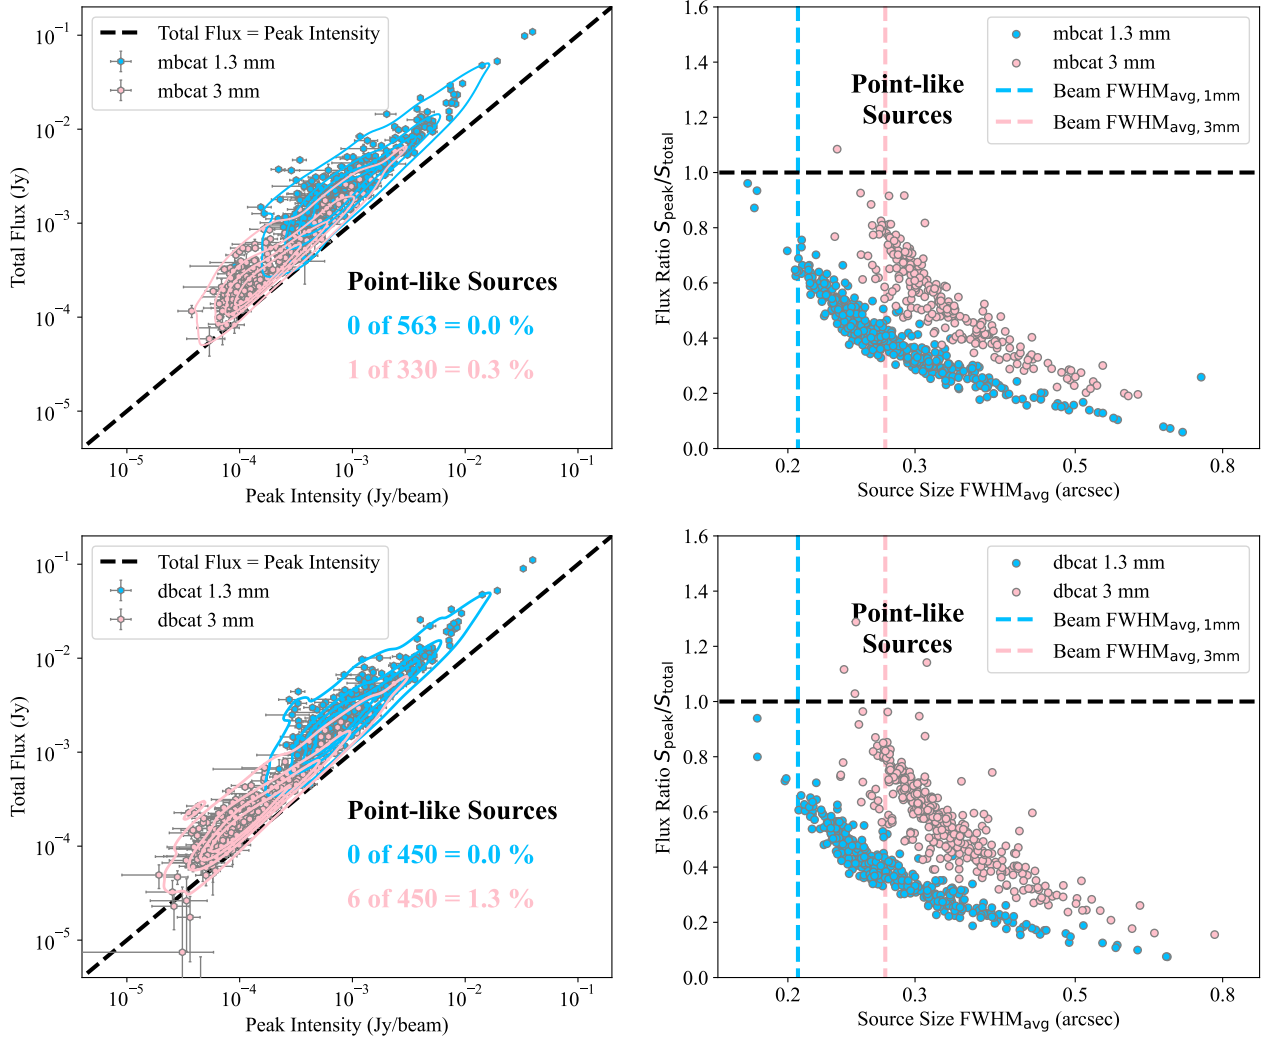 Total Flux = Peak Intensity
mbcat 1.3 mm
mbcat 3 mm
Point-like Sources
0 of 563 = 0.0 %
1 of 330 = 0.3 %
10⁻¹
10⁻²
10⁻³
10⁻⁴
10⁻⁵
Total Flux (Jy)
10⁻⁵ 10⁻⁴ 10⁻³ 10⁻² 10⁻¹
Peak Intensity (Jy/beam)
mbcat 1.3 mm
mbcat 3 mm
Beam FWHM_avg, 1mm
Beam FWHM_avg, 3mm
Point-like
Sources
1.6
1.4
1.2
1.0
0.8
0.6
0.4
0.2
0.0
Flux Ratio S_peak/S_total
0.2 0.3 0.5 0.8
Source Size FWHM_avg (arcsec)
Total Flux = Peak Intensity
dbcat 1.3 mm
dbcat 3 mm
Point-like Sources
0 of 450 = 0.0 %
6 of 450 = 1.3 %
10⁻¹
10⁻²
10⁻³
10⁻⁴
10⁻⁵
Total Flux (Jy)
10⁻⁵ 10⁻⁴ 10⁻³ 10⁻² 10⁻¹
Peak Intensity (Jy/beam)
dbcat 1.3 mm
dbcat 3 mm
Beam FWHM_avg, 1mm
Beam FWHM_avg, 3mm
Point-like
Sources
1.6
1.4
1.2
1.0
0.8
0.6
0.4
0.2
0.0
Flux Ratio S_peak/S_total
0.2 0.3 0.5 0.8
Source Size FWHM_avg (arcsec)